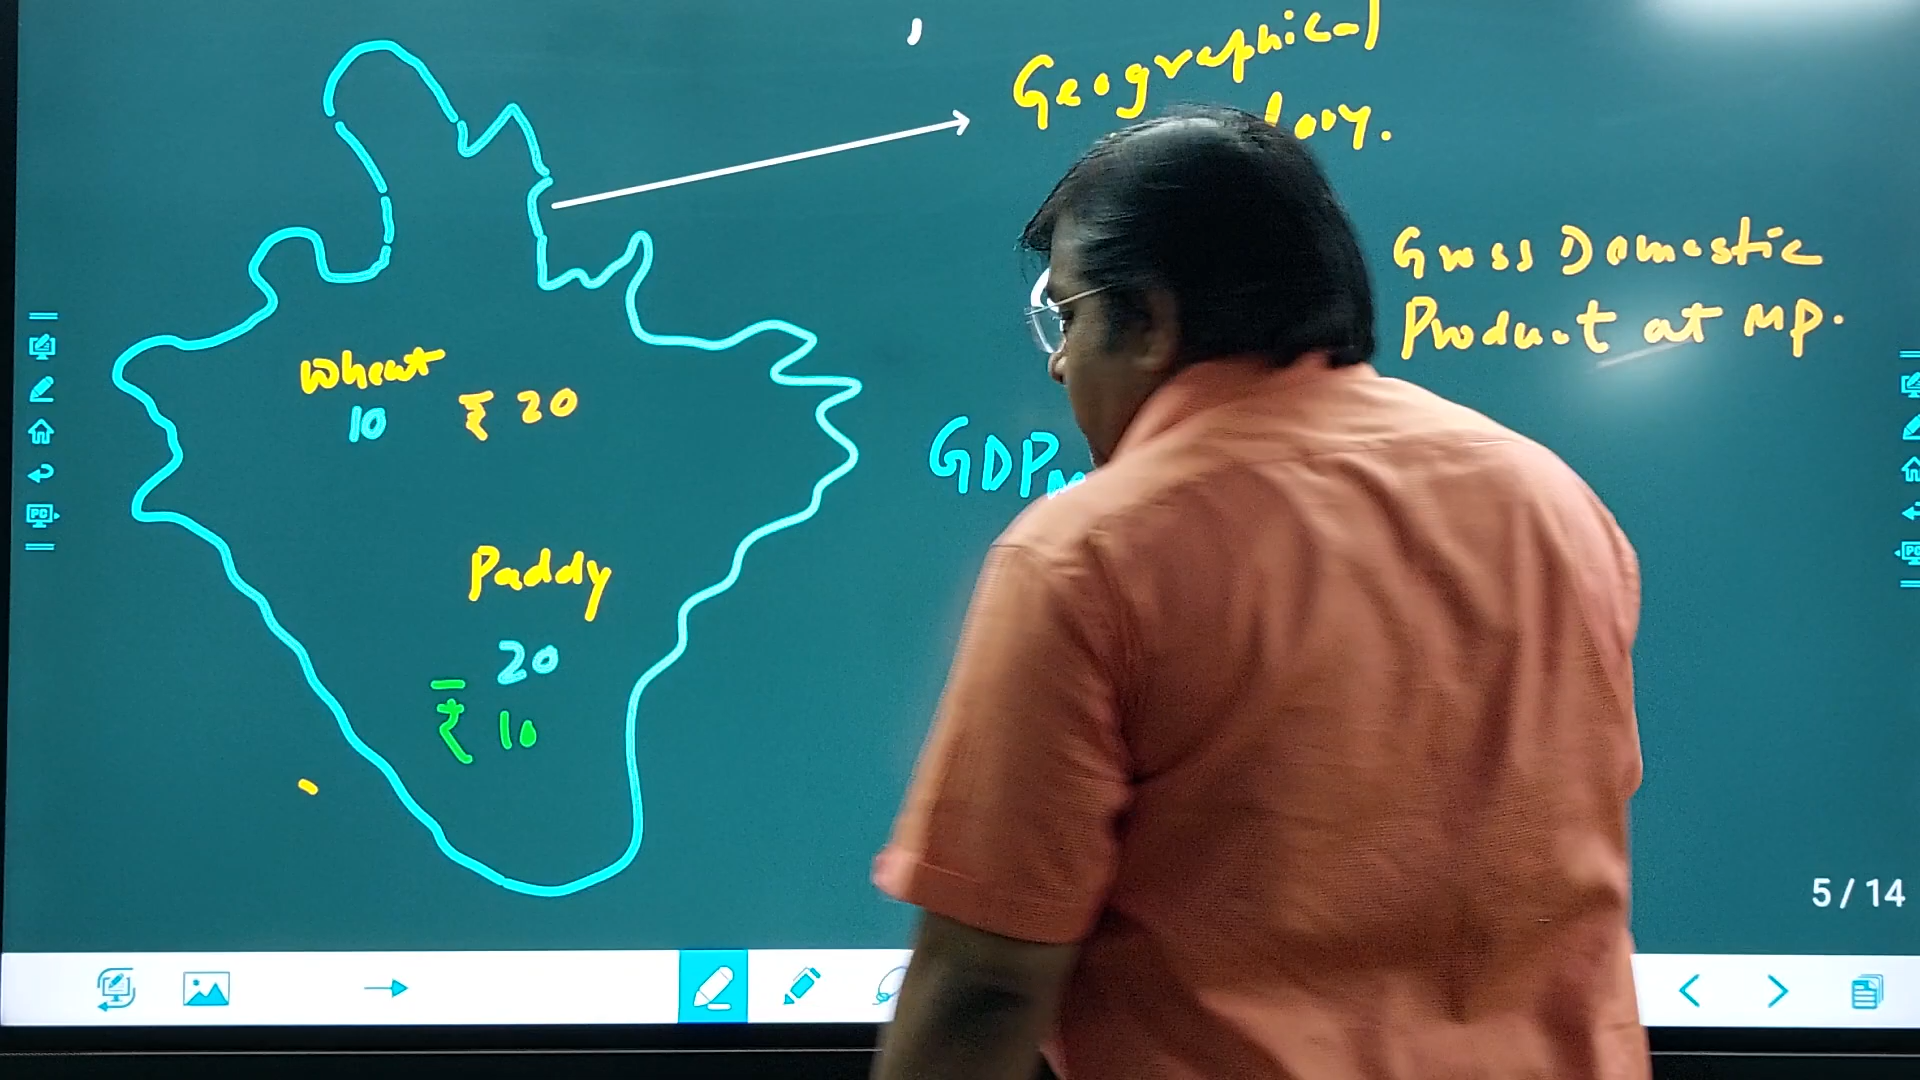 Geographical
Wheat
10 ₹ 20
Paddy
20
₹ 10
Gross Domestic
Product at MP.
GDP
5 / 14